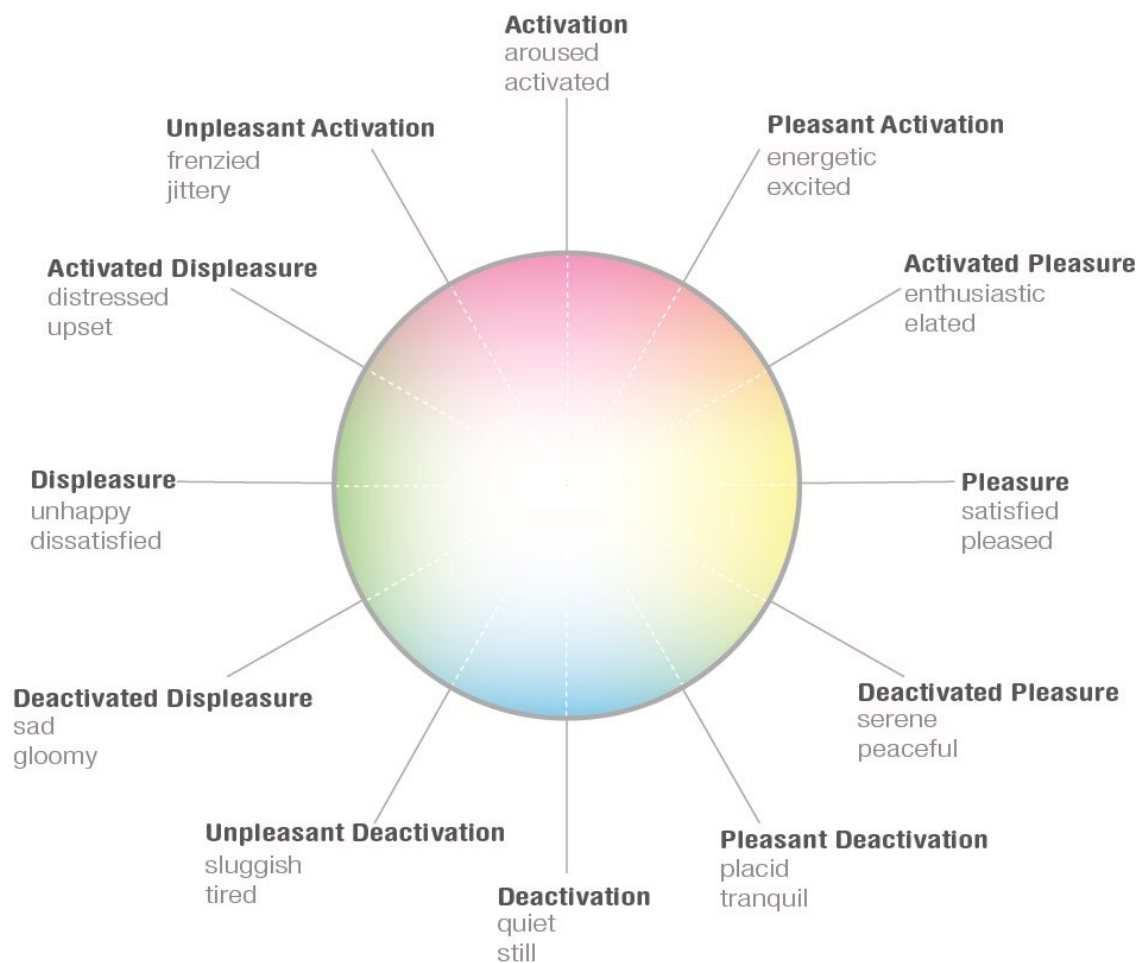 Activation
aroused
activated
Pleasant Activation
energetic
excited
Activated Pleasure
enthusiastic
elated
Pleasure
satisfied
pleased
Deactivated Pleasure
serene
peaceful
Pleasant Deactivation
placid
tranquil
Deactivation
quiet
still
Unpleasant Deactivation
sluggish
tired
Deactivated Displeasure
sad
gloomy
Displeasure
unhappy
dissatisfied
Activated Displeasure
distressed
upset
Unpleasant Activation
frenzied
jittery